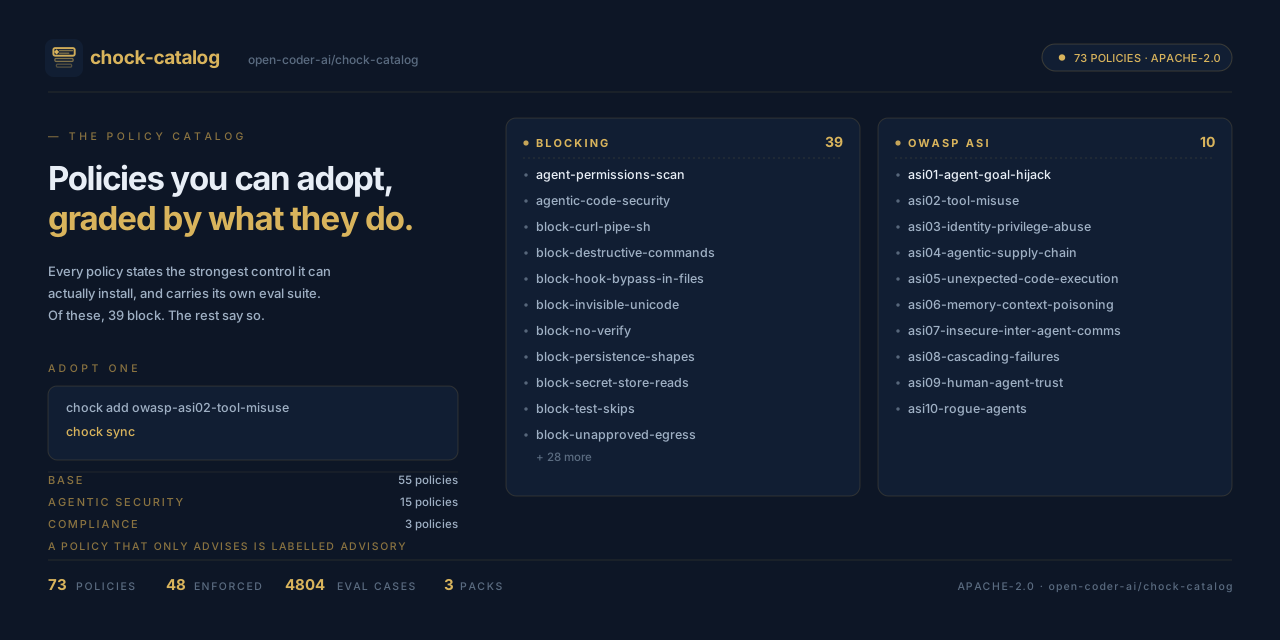 chock-catalog
open-coder-ai/chock-catalog
73 POLICIES · APACHE-2.0
— THE POLICY CATALOG
Policies you can adopt,
graded by what they do.
Every policy states the strongest control it can
actually install, and carries its own eval suite.
Of these, 39 block. The rest say so.
ADOPT ONE
chock add owasp-asi02-tool-misuse
chock sync
BASE 55 policies
AGENTIC SECURITY 15 policies
COMPLIANCE 3 policies
A POLICY THAT ONLY ADVISES IS LABELLED ADVISORY
BLOCKING 39
agent-permissions-scan
agentic-code-security
block-curl-pipe-sh
block-destructive-commands
block-hook-bypass-in-files
block-invisible-unicode
block-no-verify
block-persistence-shapes
block-secret-store-reads
block-test-skips
block-unapproved-egress
+ 28 more
OWASP ASI 10
asi01-agent-goal-hijack
asi02-tool-misuse
asi03-identity-privilege-abuse
asi04-agentic-supply-chain
asi05-unexpected-code-execution
asi06-memory-context-poisoning
asi07-insecure-inter-agent-comms
asi08-cascading-failures
asi09-human-agent-trust
asi10-rogue-agents
73 POLICIES 48 ENFORCED 4804 EVAL CASES 3 PACKS
APACHE-2.0 · open-coder-ai/chock-catalog